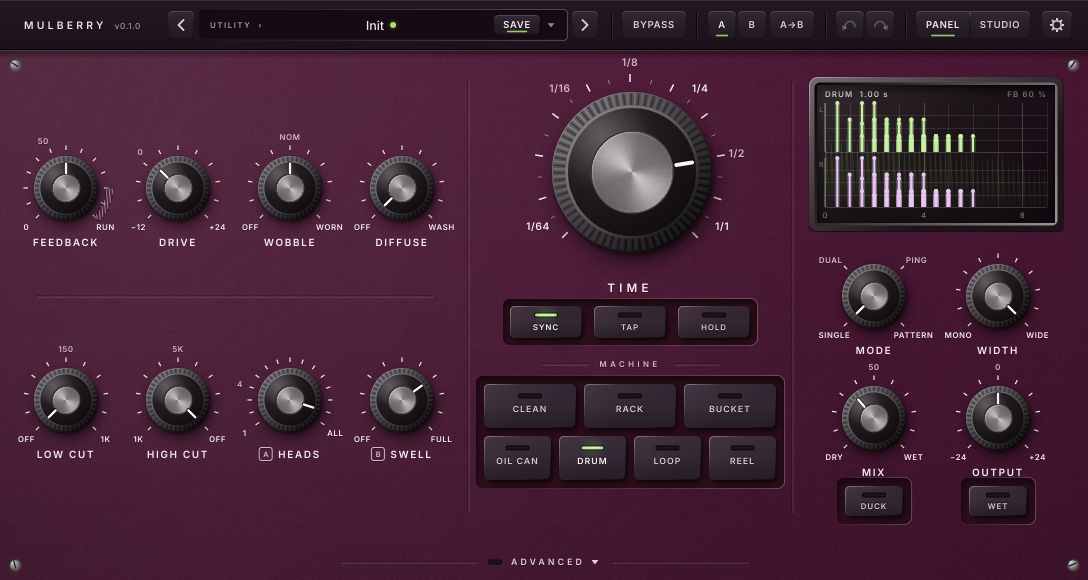 MULBERRY v0.1.0
UTILITY ›
Init
SAVE
BYPASS
A
B
A→B
PANEL
STUDIO
50
0
RUN
FEEDBACK
0
−12
+24
DRIVE
NOM
OFF
WORN
WOBBLE
OFF
WASH
DIFFUSE
150
OFF
1K
LOW CUT
5K
1K
OFF
HIGH CUT
4
1
ALL
A HEADS
OFF
FULL
B SWELL
1/8
1/16
1/4
1/2
1/64
1/1
TIME
SYNC
TAP
HOLD
MACHINE
CLEAN
RACK
BUCKET
OIL CAN
DRUM
LOOP
REEL
DRUM 1.00 s
FB 60 %
L
R
0
4
8
DUAL
PING
SINGLE
PATTERN
MODE
MONO
WIDE
WIDTH
50
DRY
WET
MIX
0
−24
+24
OUTPUT
DUCK
WET
ADVANCED